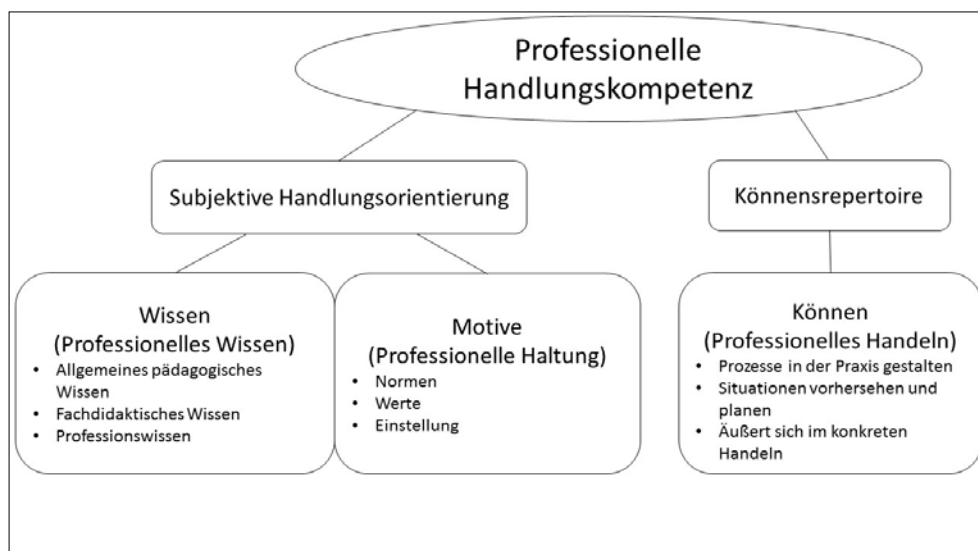 Professionelle
Handlungskompetenz
Subjektive Handlungsorientierung
Könnensrepertoire
Wissen
(Professionelles Wissen)
• Allgemeines pädagogisches
Wissen
• Fachdidaktisches Wissen
• Professionswissen
Motive
(Professionelle Haltung)
• Normen
• Werte
• Einstellung
Können
(Professionelles Handeln)
• Prozesse in der Praxis gestalten
• Situationen vorhersehen und
planen
• Äußert sich im konkreten
Handeln